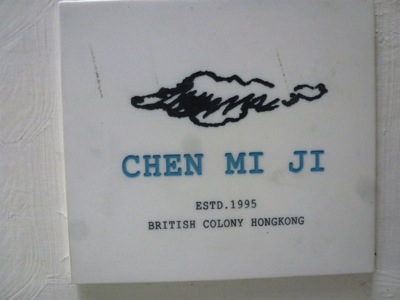 CHEN MI JI
ESTD.1995
BRITISH COLONY HONGKONG